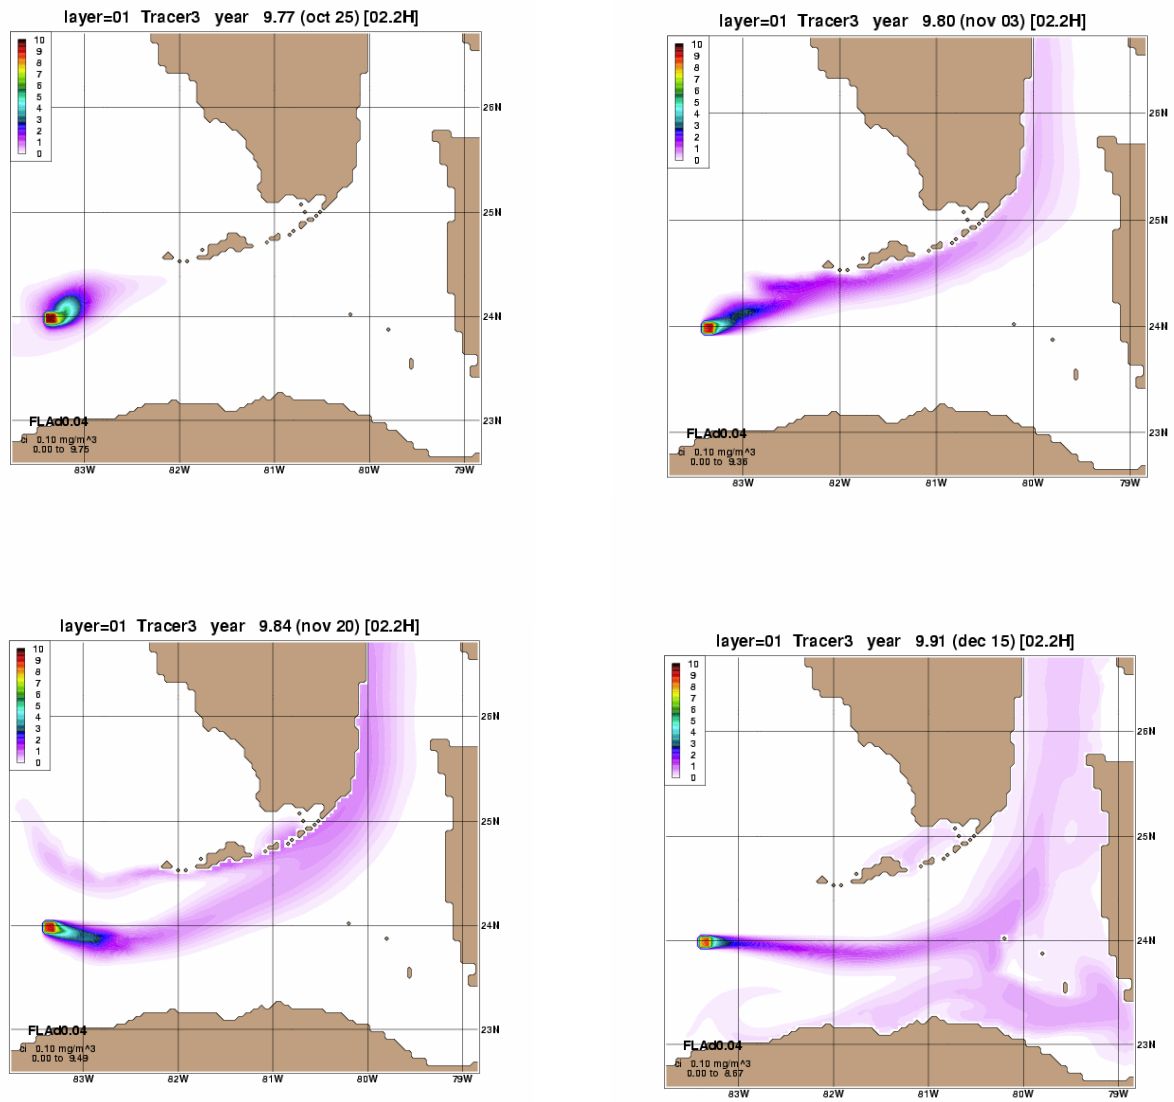 layer=01 Tracer3 year 9.77 (oct 25) [02.2H]
10
9
8
7
6
5
4
3
2
1
0
26N
25N
24N
23N
FLAd0.04
ci 0.10 mg/m^3
0.00 to 9.75
83W 82W 81W 80W 79W
layer=01 Tracer3 year 9.80 (nov 03) [02.2H]
10
9
8
7
6
5
4
3
2
1
0
26N
25N
24N
23N
FLAd0.04
ci 0.10 mg/m^3
0.00 to 9.36
83W 82W 81W 80W 79W
layer=01 Tracer3 year 9.84 (nov 20) [02.2H]
10
9
8
7
6
5
4
3
2
1
0
26N
25N
24N
23N
FLAd0.04
ci 0.10 mg/m^3
0.00 to 9.49
83W 82W 81W 80W 79W
layer=01 Tracer3 year 9.91 (dec 15) [02.2H]
10
9
8
7
6
5
4
3
2
1
0
26N
25N
24N
23N
FLAd0.04
ci 0.10 mg/m^3
0.00 to 8.67
83W 82W 81W 80W 79W